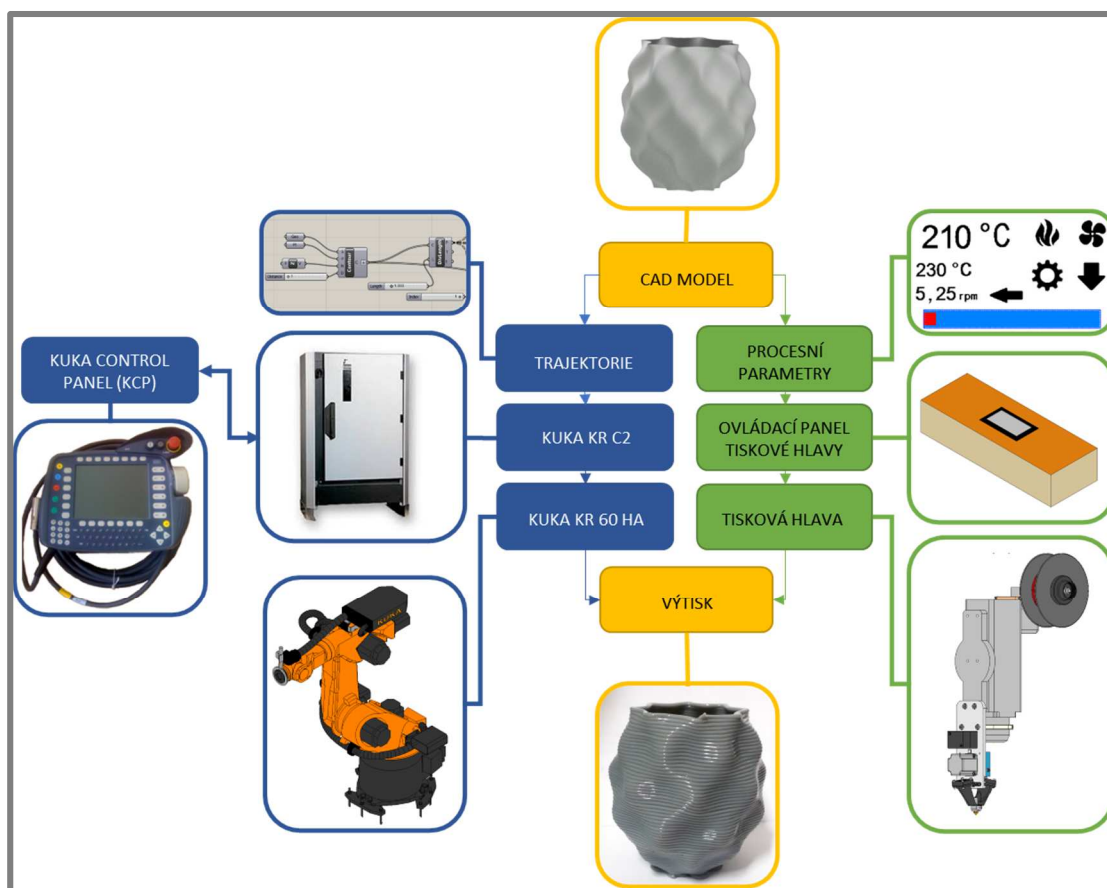 210 °C
230 °C
5,25 rpm
CAD MODEL
KUKA CONTROL
PANEL (KCP)
TRAJEKTORIE
PROCESNÍ
PARAMETRY
KUKA KR C2
OVLÁDACÍ PANEL
TISKOVÉ HLAVY
KUKA KR 60 HA
TISKOVÁ HLAVA
VÝTISK
KUKA